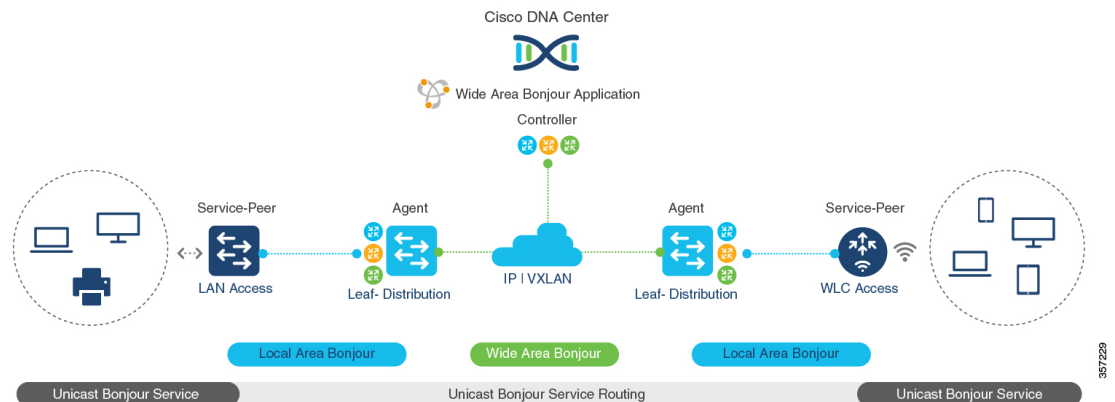 Cisco DNA Center
Wide Area Bonjour Application
Controller
Service-Peer
Agent
Agent
Service-Peer
LAN Access
Leaf- Distribution
IP | VXLAN
Leaf- Distribution
WLC Access
Local Area Bonjour
Wide Area Bonjour
Local Area Bonjour
Unicast Bonjour Service
Unicast Bonjour Service Routing
Unicast Bonjour Service
357229